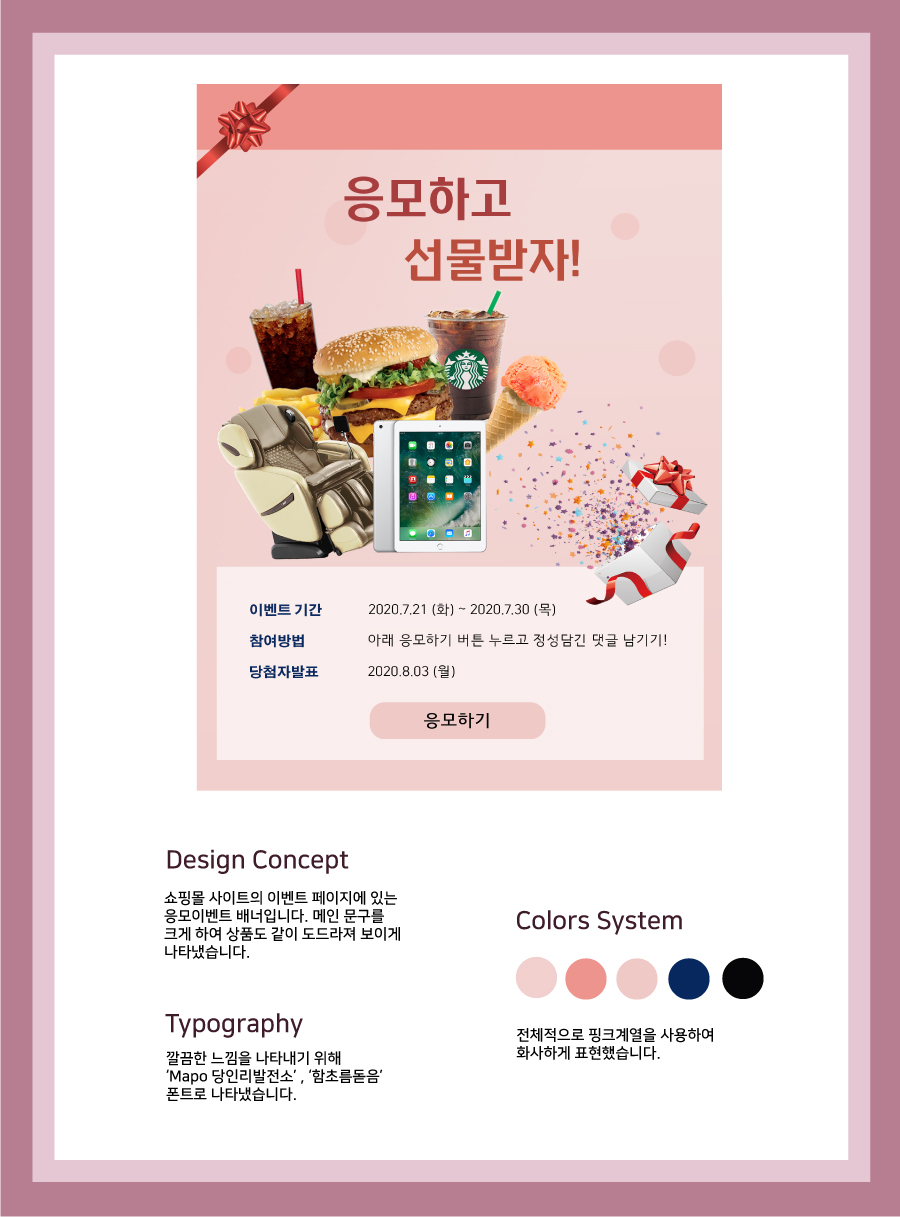 응모하고
선물받자!
이벤트 기간 2020.7.21 (화) ~ 2020.7.30 (목)
참여방법 아래 응모하기 버튼 누르고 정성담긴 댓글 남기기!
당첨자발표 2020.8.03 (월)
응모하기
Design Concept
쇼핑몰 사이트의 이벤트 페이지에 있는
응모이벤트 배너입니다. 메인 문구를
크게 하여 상품도 같이 도드라져 보이게
나타냈습니다.
Typography
깔끔한 느낌을 나타내기 위해
‘Mapo 당인리발전소’ , ‘함초름돋음’
폰트로 나타냈습니다.
Colors System
전체적으로 핑크계열을 사용하여
화사하게 표현했습니다.